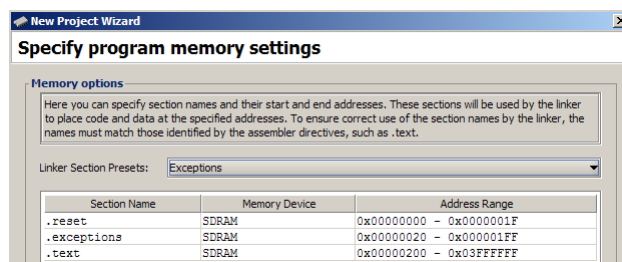 New Project Wizard
Specify program memory settings
Memory options
Here you can specify section names and their start and end addresses. These sections will be used by the linker
to place code and data at the specified addresses. To ensure correct use of the section names by the linker, the
names must match those identified by the assembler directives, such as .text.
Linker Section Presets: Exceptions
Section Name Memory Device Address Range
.reset SDRAM 0x00000000 - 0x0000001F
.exceptions SDRAM 0x00000020 - 0x000001FF
.text SDRAM 0x00000200 - 0x03FFFFFF